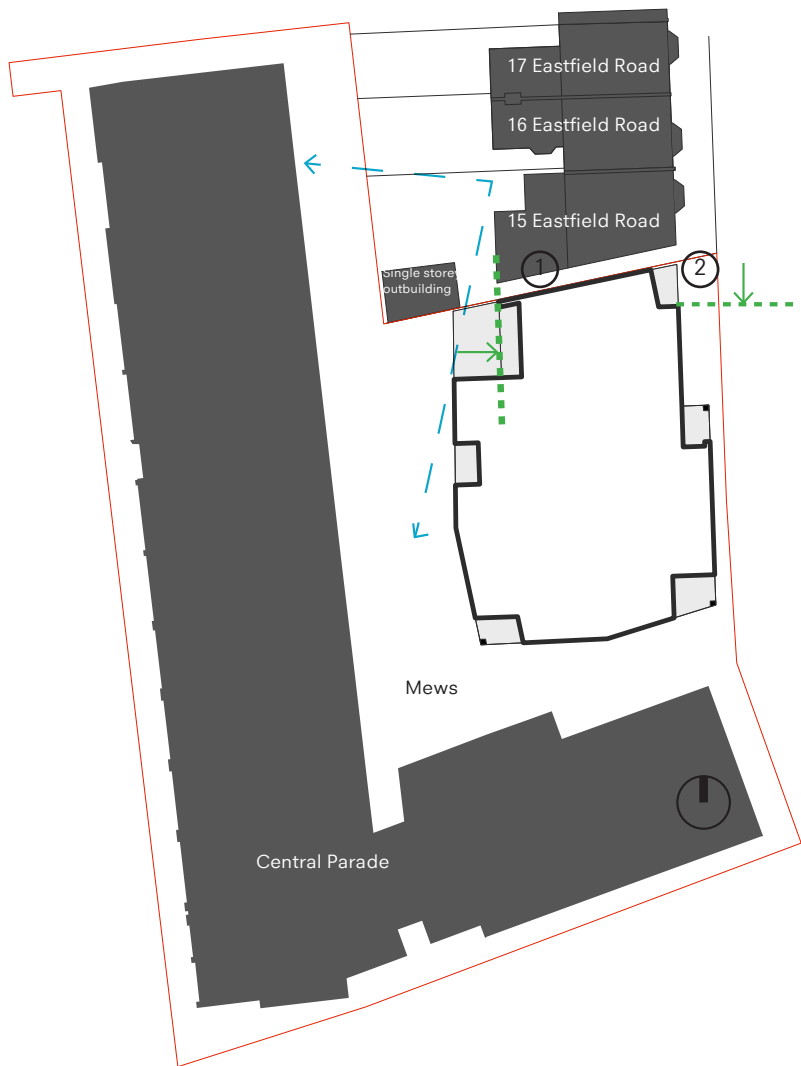 17 Eastfield Road
16 Eastfield Road
15 Eastfield Road
1
2
Single storey
outbuilding
Mews
Central Parade